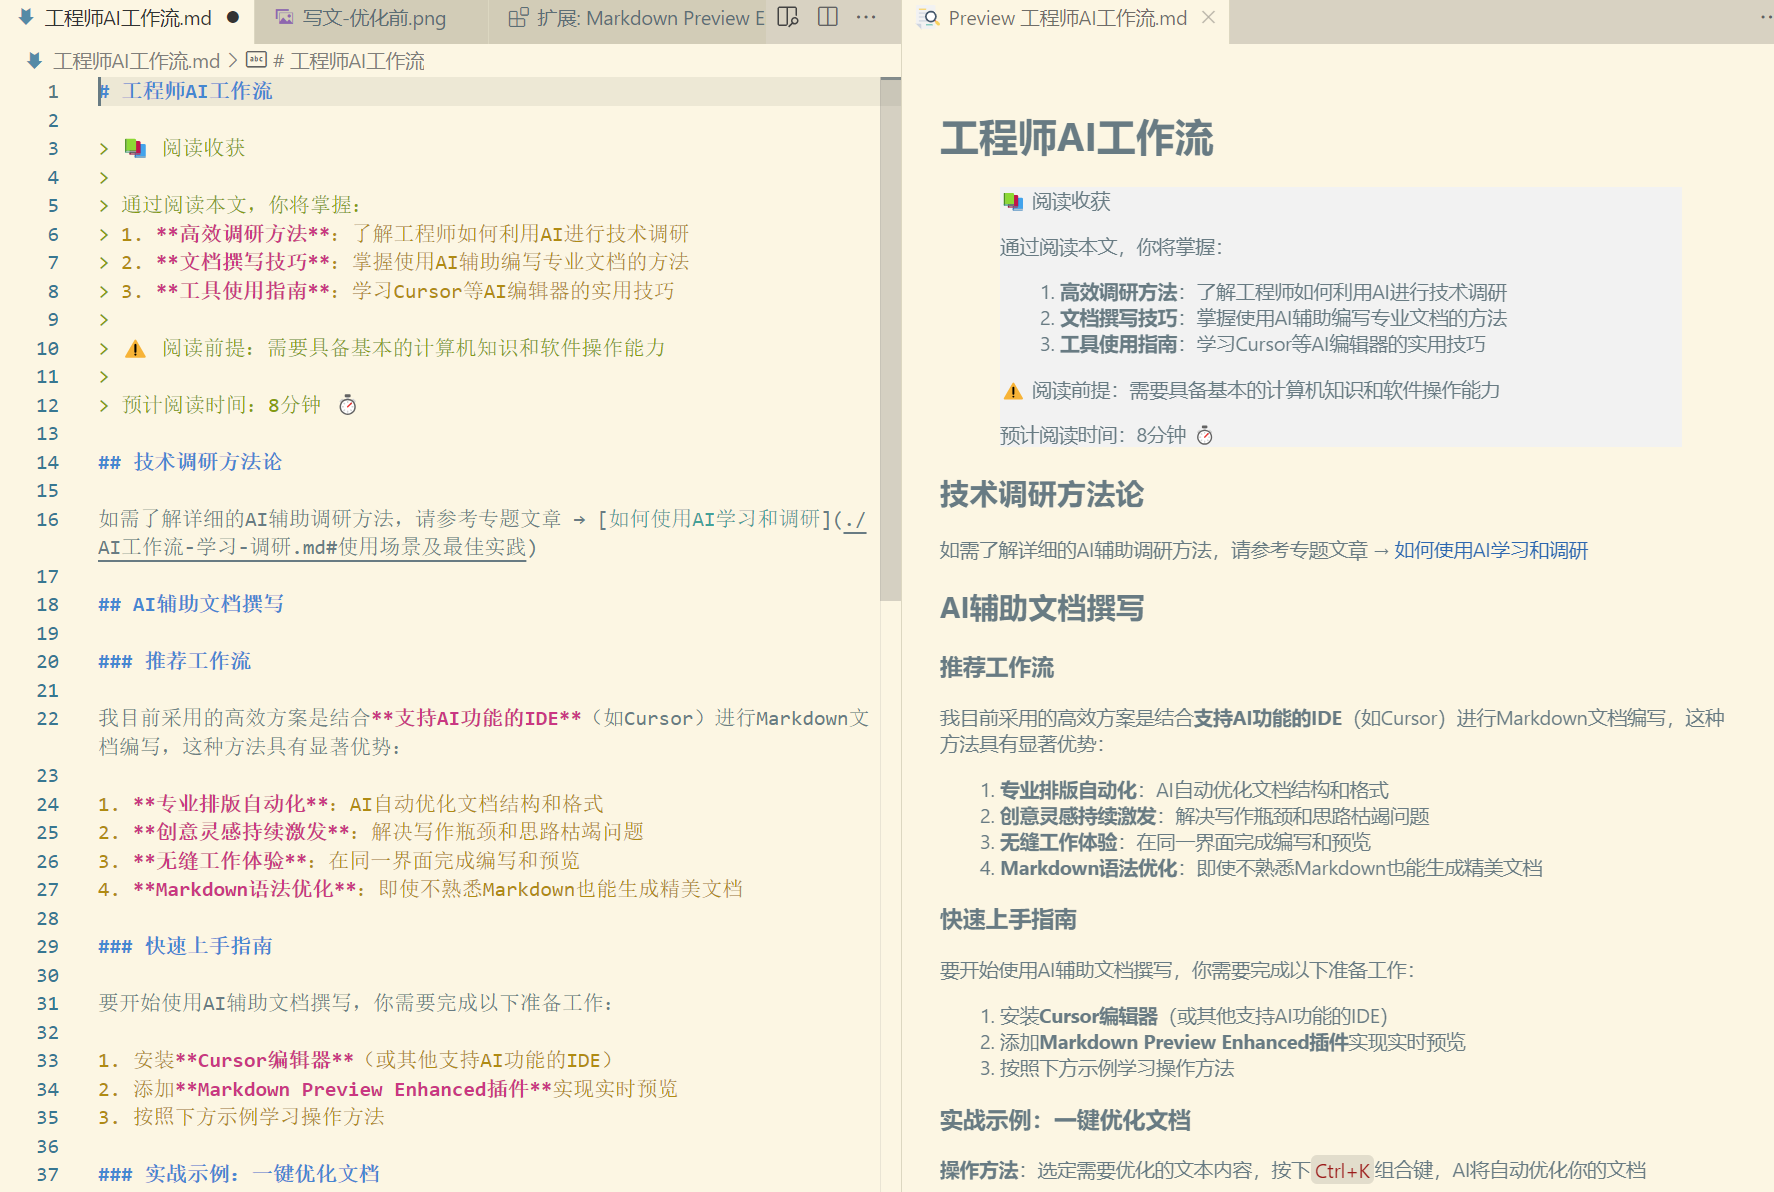 工程师AI工作流.md ● 写文-优化前.png 扩展: Markdown Preview E ···
工程师AI工作流.md > abc # 工程师AI工作流
1 # 工程师AI工作流
2
3 > 📚 阅读收获
4 >
5 > 通过阅读本文，你将掌握：
6 > 1. **高效调研方法**：了解工程师如何利用AI进行技术调研
7 > 2. **文档撰写技巧**：掌握使用AI辅助编写专业文档的方法
8 > 3. **工具使用指南**：学习Cursor等AI编辑器的实用技巧
9 >
10 > ⚠️ 阅读前提：需要具备基本的计算机知识和软件操作能力
11 >
12 > 预计阅读时间：8分钟 ⏱
13
14 ## 技术调研方法论
15
16 如需了解详细的AI辅助调研方法，请参考专题文章 → [如何使用AI学习和调研](./
AI工作流-学习-调研.md#使用场景及最佳实践)
17
18 ## AI辅助文档撰写
19
20 ### 推荐工作流
21
22 我目前采用的高效方案是结合**支持AI功能的IDE**（如Cursor）进行Markdown文
档编写，这种方法具有显著优势：
23
24 1. **专业排版自动化**：AI自动优化文档结构和格式
25 2. **创意灵感持续激发**：解决写作瓶颈和思路枯竭问题
26 3. **无缝工作体验**：在同一界面完成编写和预览
27 4. **Markdown语法优化**：即使不熟悉Markdown也能生成精美文档
28
29 ### 快速上手指南
30
31 要开始使用AI辅助文档撰写，你需要完成以下准备工作：
32
33 1. 安装**Cursor编辑器**（或其他支持AI功能的IDE）
34 2. 添加**Markdown Preview Enhanced插件**实现实时预览
35 3. 按照下方示例学习操作方法
36
37 ### 实战示例：一键优化文档
Preview 工程师AI工作流.md ×
工程师AI工作流
📚 阅读收获
通过阅读本文，你将掌握：
1. 高效调研方法：了解工程师如何利用AI进行技术调研
2. 文档撰写技巧：掌握使用AI辅助编写专业文档的方法
3. 工具使用指南：学习Cursor等AI编辑器的实用技巧
⚠️ 阅读前提：需要具备基本的计算机知识和软件操作能力
预计阅读时间：8分钟 ⏱
技术调研方法论
如需了解详细的AI辅助调研方法，请参考专题文章 → 如何使用AI学习和调研
AI辅助文档撰写
推荐工作流
我目前采用的高效方案是结合支持AI功能的IDE（如Cursor）进行Markdown文档编写，这种
方法具有显著优势：
1. 专业排版自动化：AI自动优化文档结构和格式
2. 创意灵感持续激发：解决写作瓶颈和思路枯竭问题
3. 无缝工作体验：在同一界面完成编写和预览
4. Markdown语法优化：即使不熟悉Markdown也能生成精美文档
快速上手指南
要开始使用AI辅助文档撰写，你需要完成以下准备工作：
1. 安装Cursor编辑器（或其他支持AI功能的IDE）
2. 添加Markdown Preview Enhanced插件实现实时预览
3. 按照下方示例学习操作方法
实战示例：一键优化文档
操作方法：选定需要优化的文本内容，按下Ctrl+K组合键，AI将自动优化你的文档